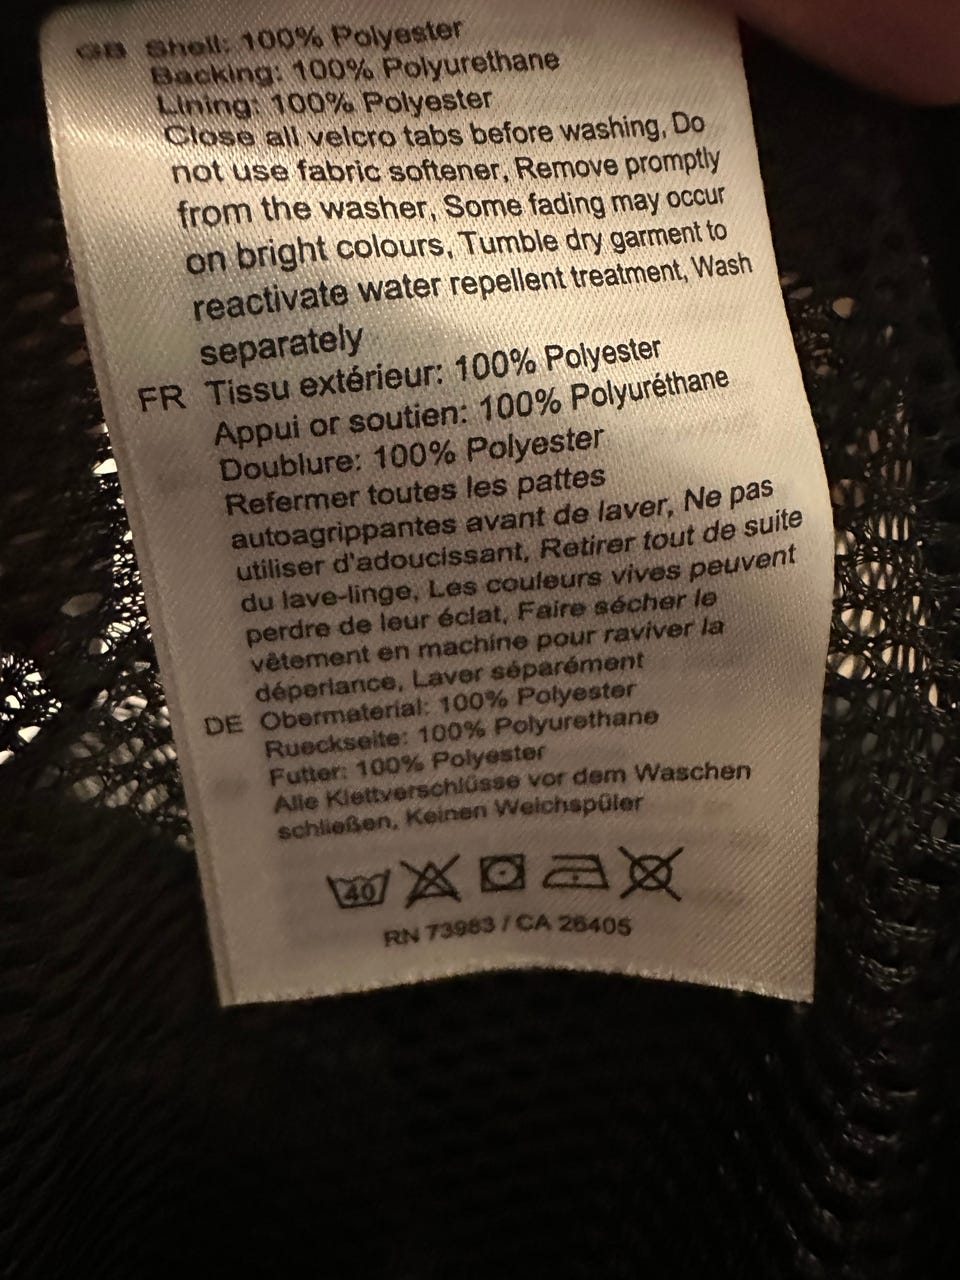 GB Shell: 100% Polyester
Backing: 100% Polyurethane
Lining: 100% Polyester
Close all velcro tabs before washing, Do
not use fabric softener, Remove promptly
from the washer, Some fading may occur
on bright colours, Tumble dry garment to
reactivate water repellent treatment, Wash
separately
FR Tissu extérieur: 100% Polyester
Appui or soutien: 100% Polyuréthane
Doublure: 100% Polyester
Refermer toutes les pattes
autoagrippantes avant de laver, Ne pas
utiliser d'adoucissant, Retirer tout de suite
du lave-linge, Les couleurs vives peuvent
perdre de leur éclat, Faire sécher le
vêtement en machine pour raviver la
déperlance, Laver séparément
DE Obermaterial: 100% Polyester
Rueckseite: 100% Polyurethane
Futter: 100% Polyester
Alle Klettverschlüsse vor dem Waschen
schließen, Keinen Weichspüler
40
RN 73983 / CA 26405